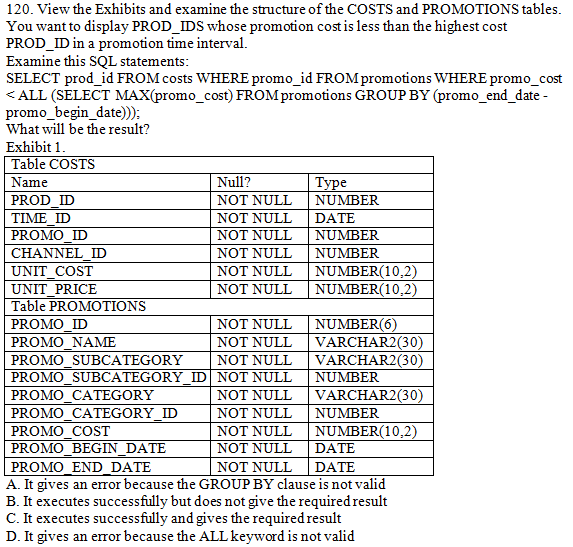 120. View the Exhibits and examine the structure of the COSTS and PROMOTIONS tables.
You want to display PROD_IDS whose promotion cost is less than the highest cost
PROD_ID in a promotion time interval.
Examine this SQL statements:
SELECT prod_id FROM costs WHERE promo_id FROM promotions WHERE promo_cost
< ALL (SELECT MAX(promo_cost) FROM promotions GROUP BY (promo_end_date -
promo_begin_date)));
What will be the result?
Exhibit 1.
Table COSTS
Name Null? Type
PROD_ID NOT NULL NUMBER
TIME_ID NOT NULL DATE
PROMO_ID NOT NULL NUMBER
CHANNEL_ID NOT NULL NUMBER
UNIT_COST NOT NULL NUMBER(10,2)
UNIT_PRICE NOT NULL NUMBER(10,2)
Table PROMOTIONS
PROMO_ID NOT NULL NUMBER(6)
PROMO_NAME NOT NULL VARCHAR2(30)
PROMO_SUBCATEGORY NOT NULL VARCHAR2(30)
PROMO_SUBCATEGORY_ID NOT NULL NUMBER
PROMO_CATEGORY NOT NULL VARCHAR2(30)
PROMO_CATEGORY_ID NOT NULL NUMBER
PROMO_COST NOT NULL NUMBER(10,2)
PROMO_BEGIN_DATE NOT NULL DATE
PROMO_END_DATE NOT NULL DATE
A. It gives an error because the GROUP BY clause is not valid
B. It executes successfully but does not give the required result
C. It executes successfully and gives the required result
D. It gives an error because the ALL keyword is not valid